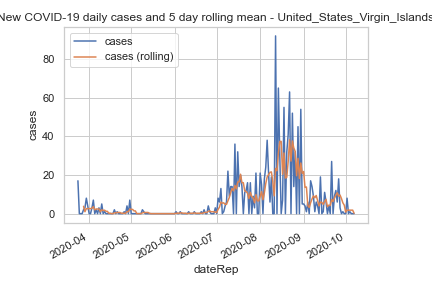 New COVID-19 daily cases and 5 day rolling mean - United_States_Virgin_Islands
cases
cases (rolling)
80
60
40
20
0
cases
2020-04
2020-05
2020-06
2020-07
2020-08
2020-09
2020-10
dateRep